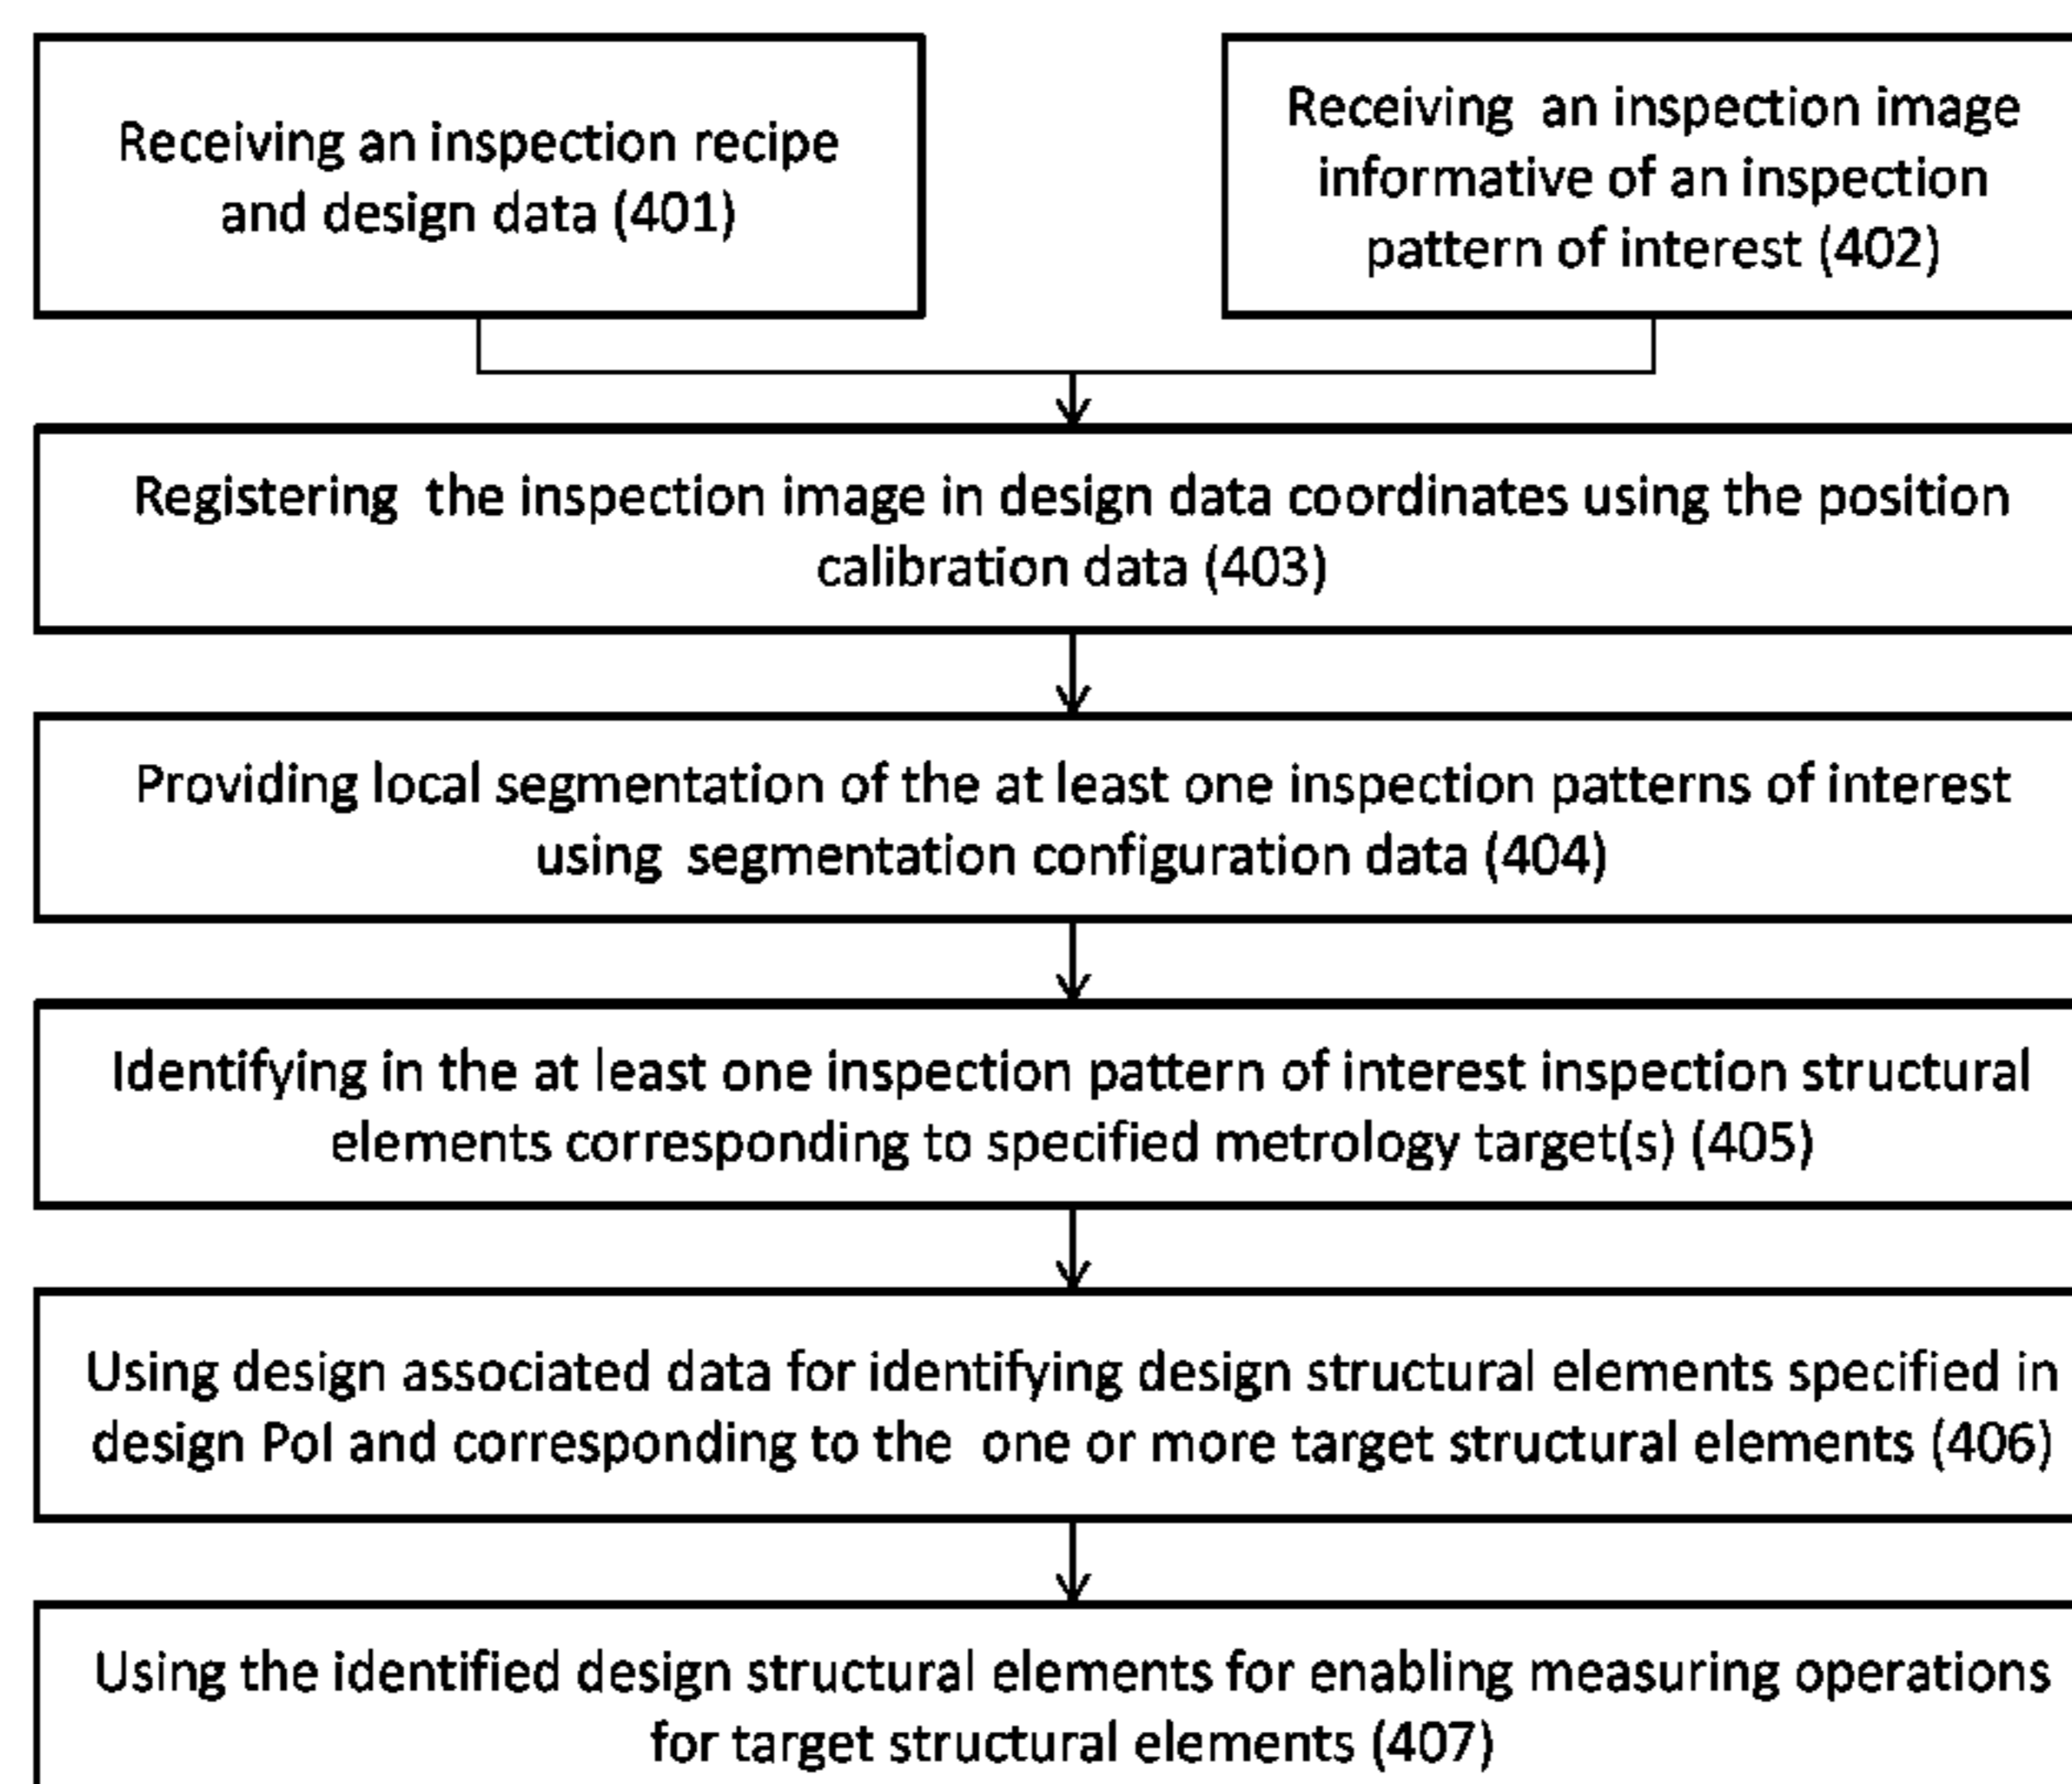 Receiving an inspection recipe
and design data (401)
Receiving an inspection image
informative of an inspection
pattern of interest (402)
Registering the inspection image in design data coordinates using the position
calibration data (403)
Providing local segmentation of the at least one inspection patterns of interest
using segmentation configuration data (404)
Identifying in the at least one inspection pattern of interest inspection structural
elements corresponding to specified metrology target(s) (405)
Using design associated data for identifying design structural elements specified in
design PoI and corresponding to the one or more target structural elements (406)
Using the identified design structural elements for enabling measuring operations
for target structural elements (407)